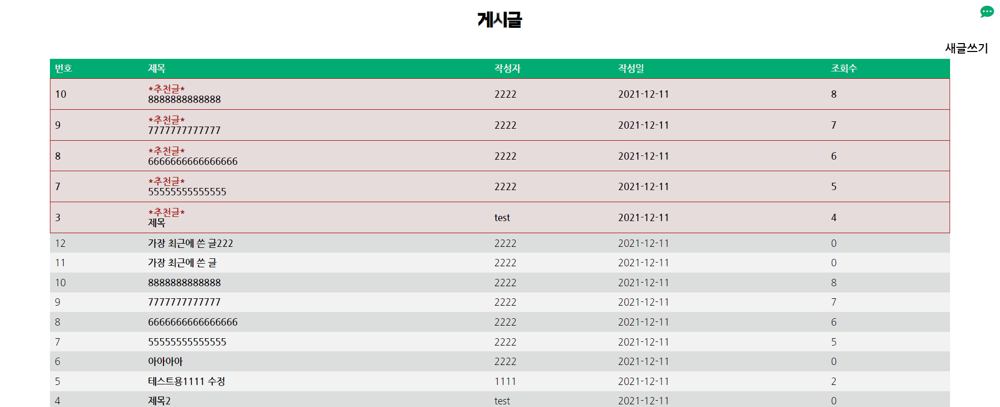 게시글
새글쓰기
번호 제목 작성자 작성일 조회수
*추천글*
10 8888888888888 2222 2021-12-11 8
*추천글*
9 7777777777777 2222 2021-12-11 7
*추천글*
8 6666666666666666 2222 2021-12-11 6
*추천글*
7 55555555555555 2222 2021-12-11 5
*추천글*
3 제목 test 2021-12-11 4
12 가장 최근에 쓴 글222 2222 2021-12-11 0
11 가장 최근에 쓴 글 2222 2021-12-11 0
10 8888888888888 2222 2021-12-11 8
9 7777777777777 2222 2021-12-11 7
8 6666666666666666 2222 2021-12-11 6
7 55555555555555 2222 2021-12-11 5
6 아아아아 2222 2021-12-11 0
5 테스트용1111 수정 1111 2021-12-11 2
4 제목2 test 2021-12-11 0